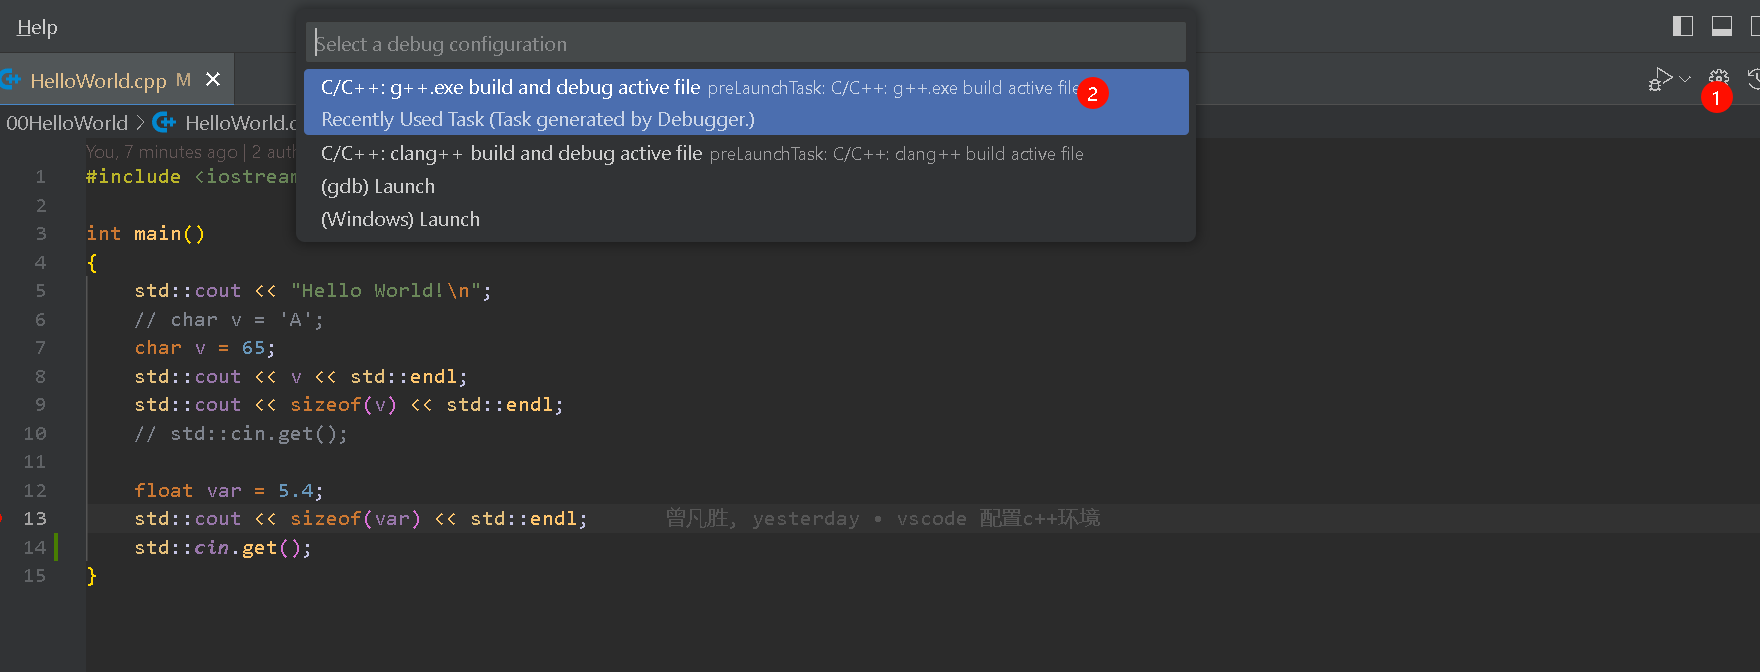 Help
Select a debug configuration
HelloWorld.cpp M
C/C++: g++.exe build and debug active file preLaunchTask: C/C++: g++.exe build active file
2
1
Recently Used Task (Task generated by Debugger.)
00HelloWorld > HelloWorld.c
C/C++: clang++ build and debug active file preLaunchTask: C/C++: clang++ build active file
(gdb) Launch
(Windows) Launch
You, 7 minutes ago | 2 auth
1 #include <iostream
2
3 int main()
4 {
5 std::cout << "Hello World!\n";
6 // char v = 'A';
7 char v = 65;
8 std::cout << v << std::endl;
9 std::cout << sizeof(v) << std::endl;
10 // std::cin.get();
11
12 float var = 5.4;
13 std::cout << sizeof(var) << std::endl; 曾凡胜, yesterday • vscode 配置c++环境
14 std::cin.get();
15 }